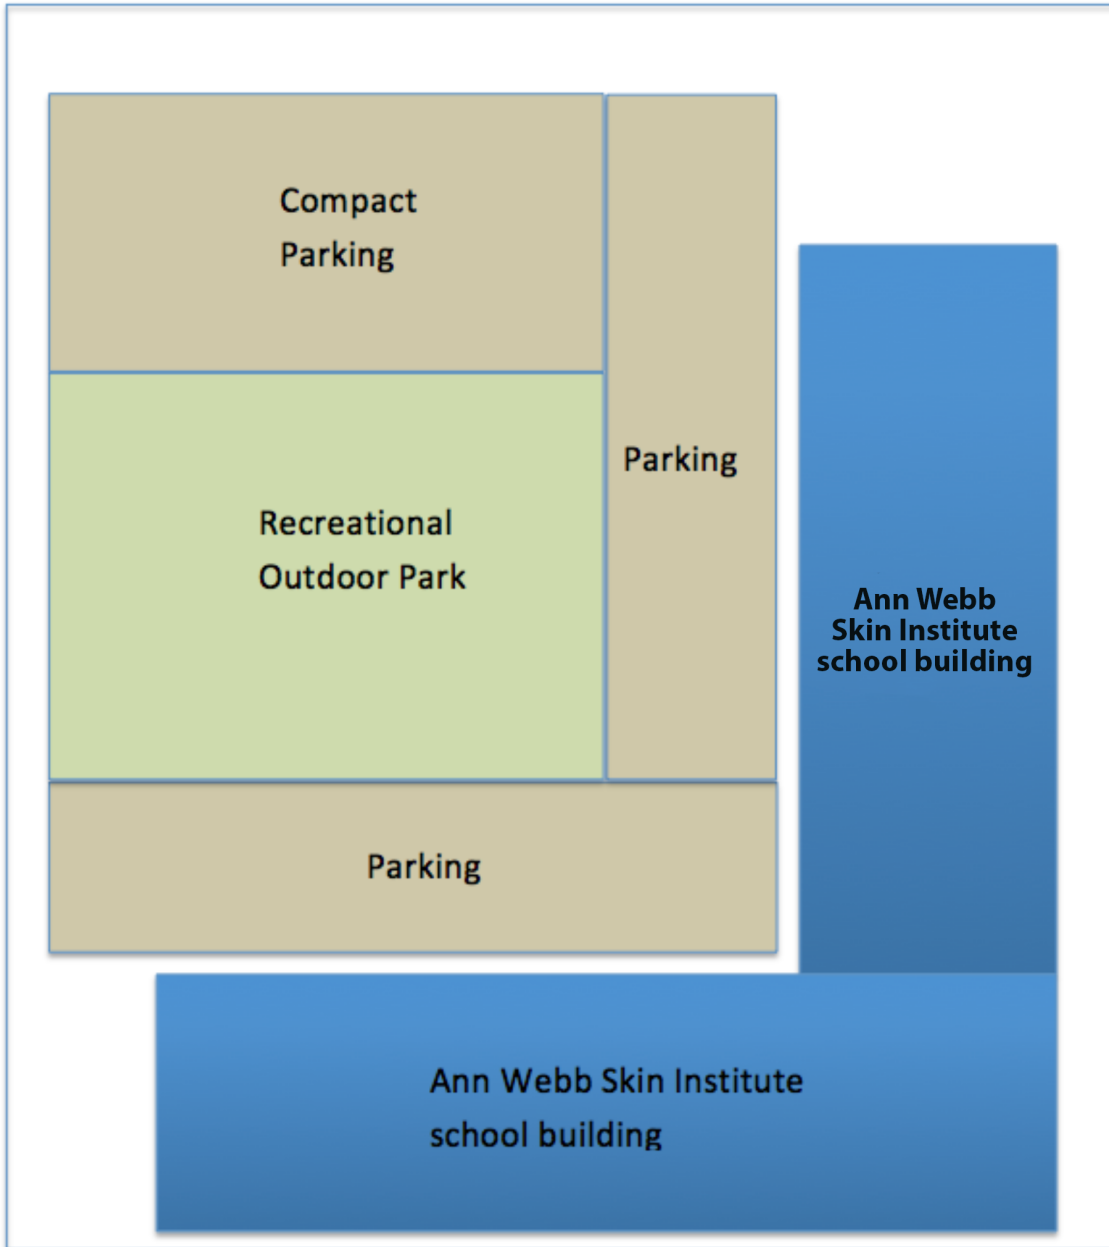 Compact
Parking
Parking
Recreational
Outdoor Park
Ann Webb
Skin Institute
school building
Parking
Ann Webb Skin Institute
school building